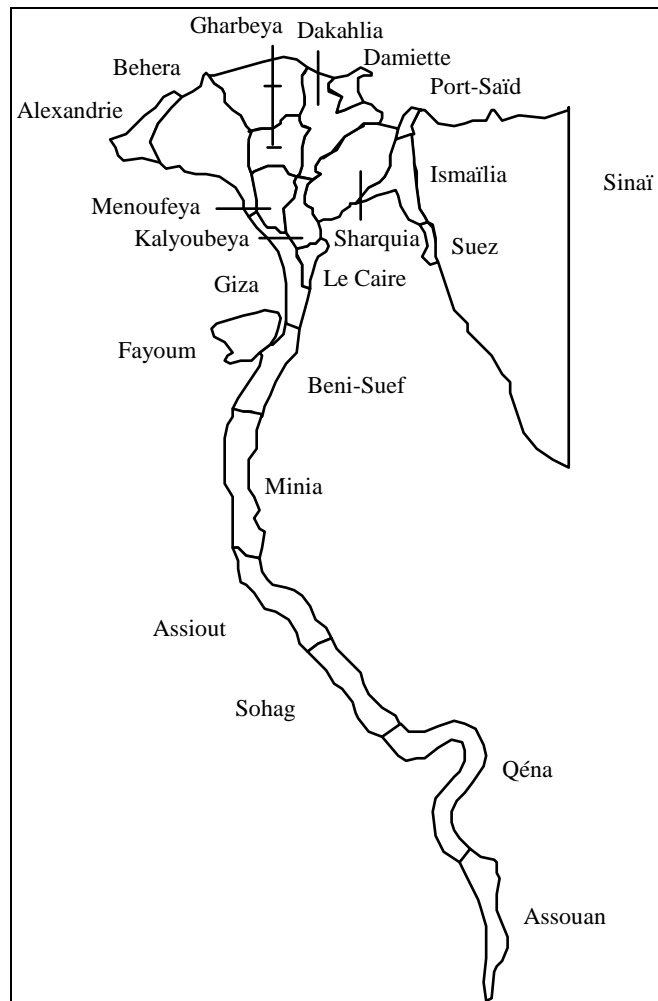 Gharbeya
Dakahlia
Behera
Damiette
Alexandrie
Port-Saïd
Ismaïlia
Sinaï
Menoufeya
Kalyoubeya
Sharquia
Suez
Giza
Le Caire
Fayoum
Beni-Suef
Minia
Assiout
Sohag
Qéna
Assouan